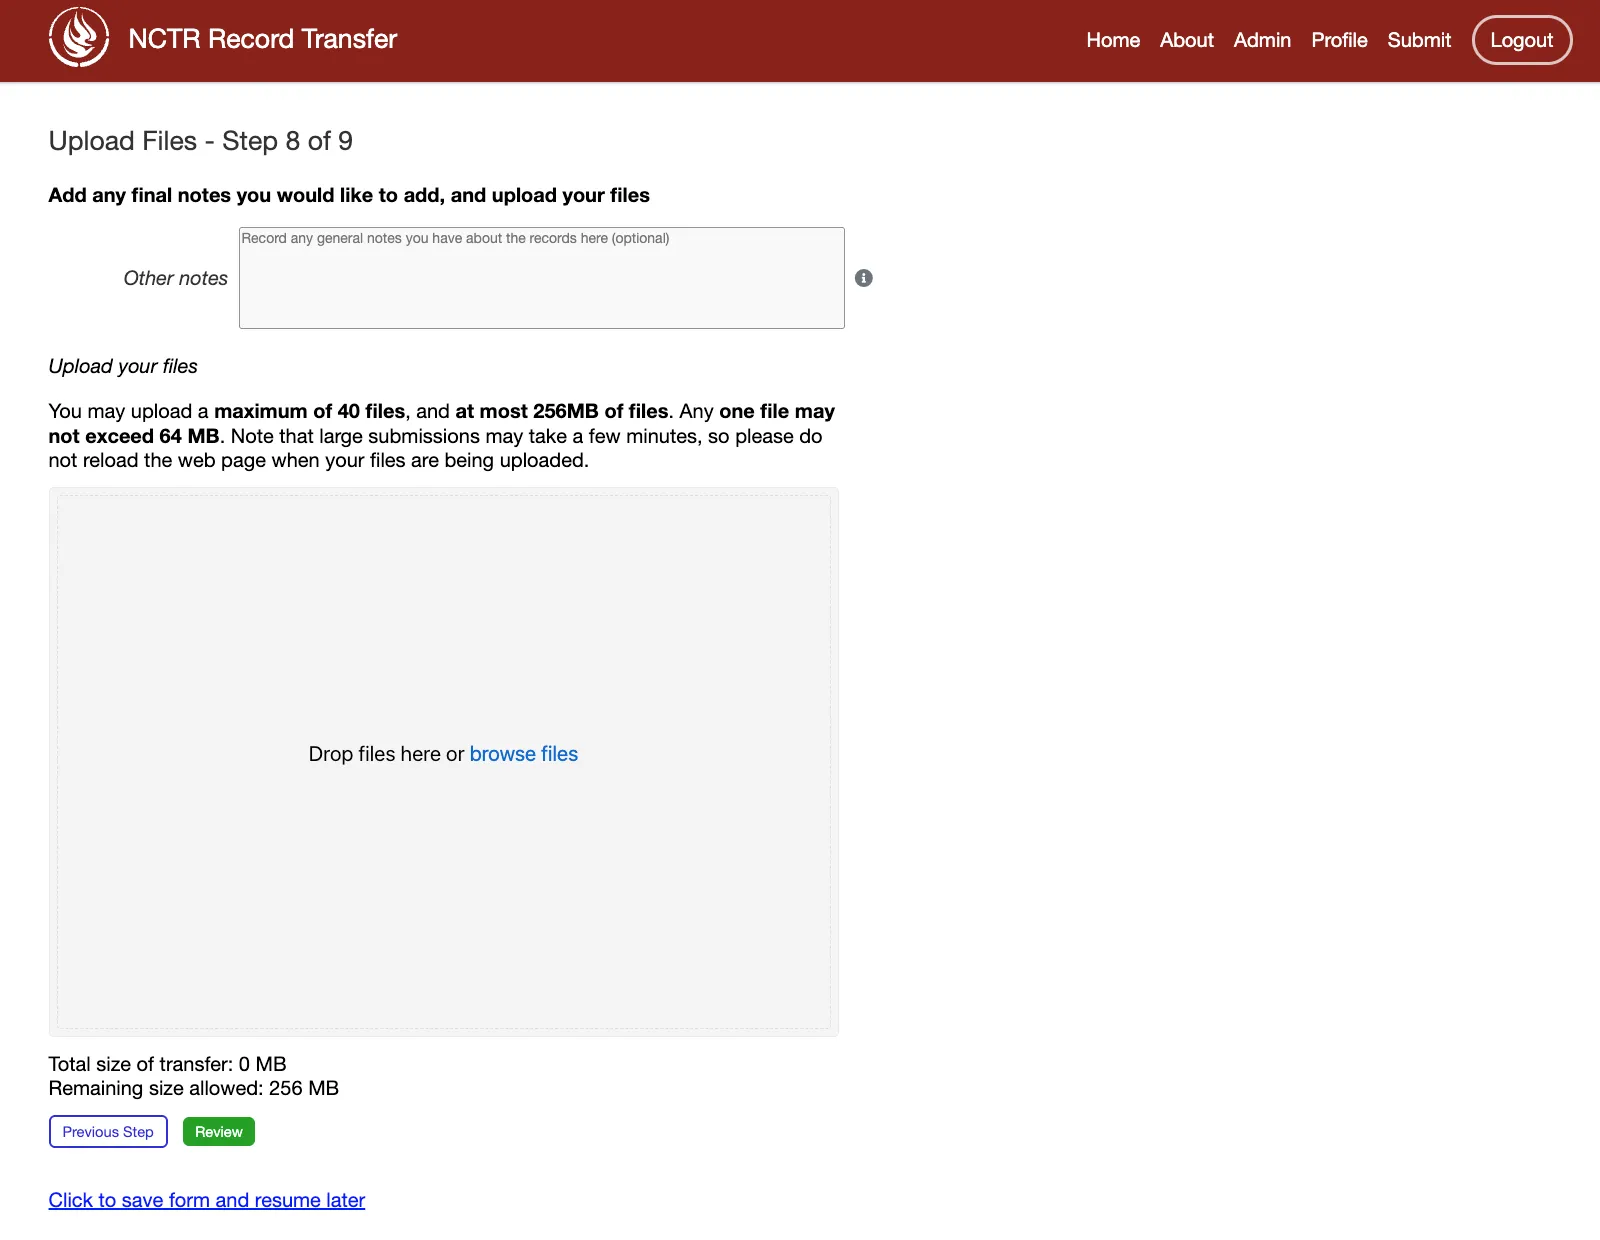 NCTR Record Transfer
Home About Admin Profile Submit Logout
Upload Files - Step 8 of 9
Add any final notes you would like to add, and upload your files
Record any general notes you have about the records here (optional)
Other notes
Upload your files
You may upload a maximum of 40 files, and at most 256MB of files. Any one file may
not exceed 64 MB. Note that large submissions may take a few minutes, so please do
not reload the web page when your files are being uploaded.
Drop files here or browse files
Total size of transfer: 0 MB
Remaining size allowed: 256 MB
Previous Step Review
Click to save form and resume later